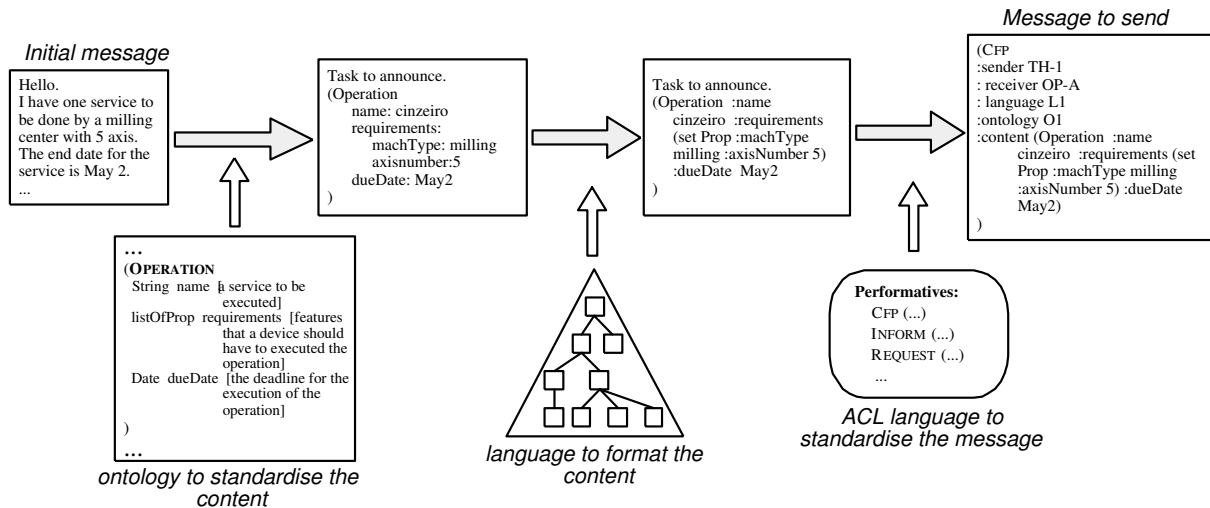 Initial message
Hello.
I have one service to
be done by a milling
center with 5 axis.
The end date for the
service is May 2.
...
Task to announce.
(Operation
name: cinzeiro
requirements:
machType: milling
axisnumber:5
dueDate: May2
)
Task to announce.
(Operation :name
cinzeiro :requirements
(set Prop :machType
milling :axisNumber 5)
:dueDate May2
)
Message to send
(CFP
:sender TH-1
: receiver OP-A
: language L1
:ontology O1
:content (Operation :name
cinzeiro :requirements (set
Prop :machType milling
:axisNumber 5) :dueDate
May2)
)
...
(OPERATION
String name [a service to be
executed]
listOfProp requirements [features
that a device should
have to executed the
operation]
Date dueDate [the deadline for the
execution of the
operation]
)
...
ontology to standardise the
content
language to format the
content
Performatives:
CFP (...)
INFORM (...)
REQUEST (...)
...
ACL language to
standardise the message